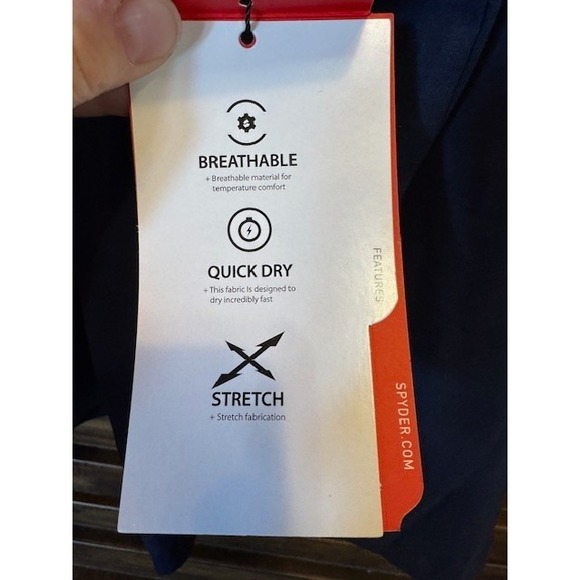 BREATHABLE
+ Breathable material for
temperature comfort
QUICK DRY
+ This fabric is designed to
dry incredibly fast
STRETCH
+ Stretch fabrication
FEATURES
SPYDER.COM